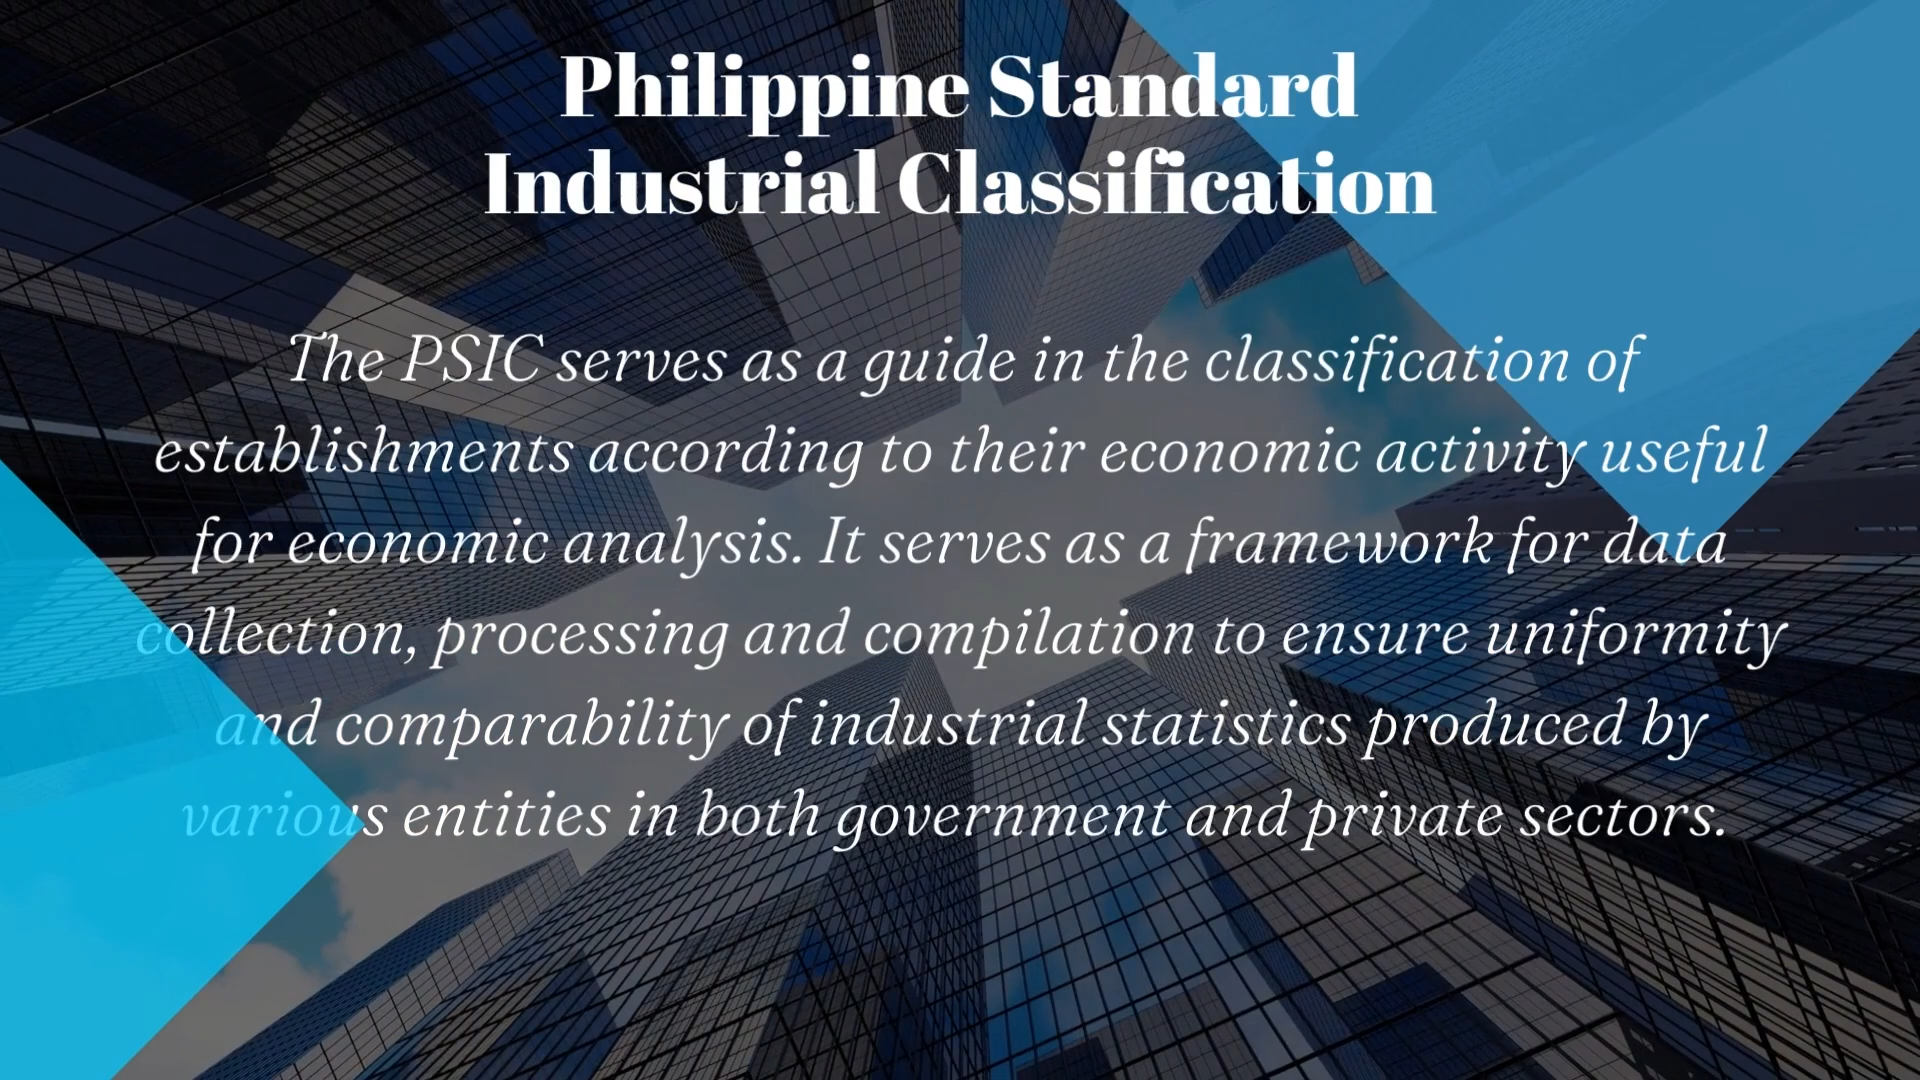 Philippine Standard
Industrial Classification
The PSIC serves as a guide in the classification of
establishments according to their economic activity useful
for economic analysis. It serves as a framework for data
collection, processing and compilation to ensure uniformity
and comparability of industrial statistics produced by
various entities in both government and private sectors.